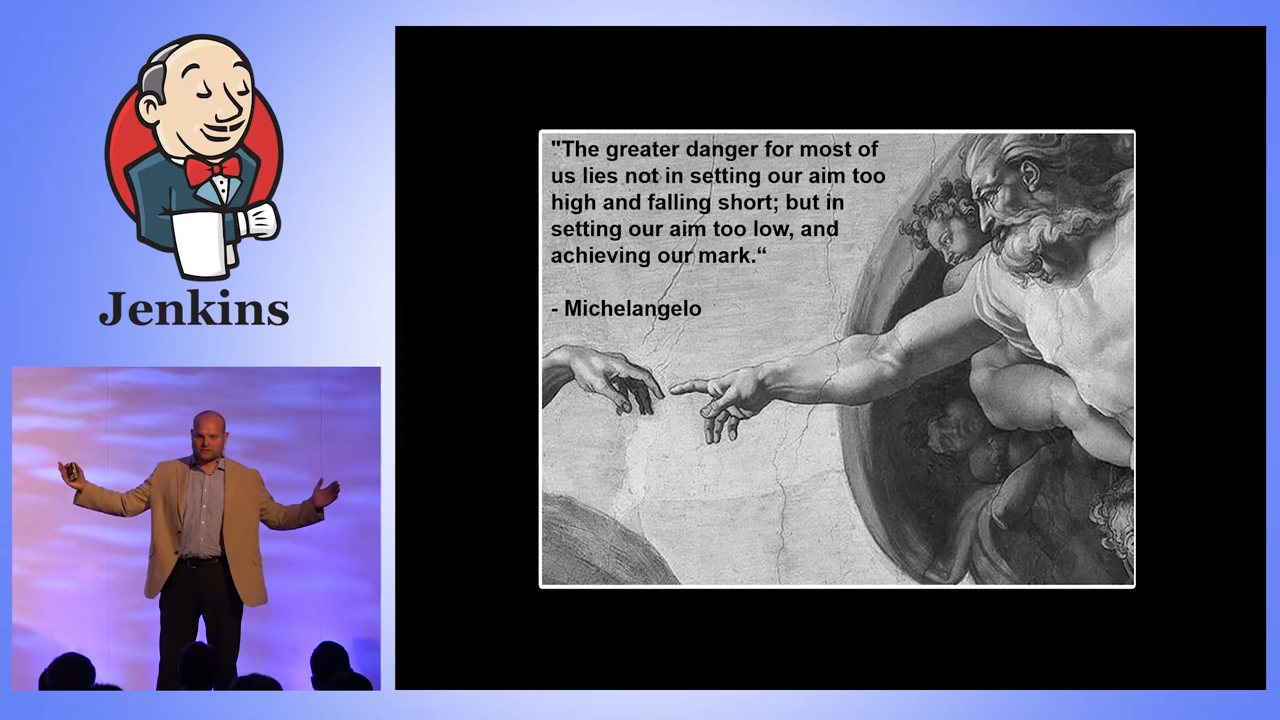 Jenkins
"The greater danger for most of
us lies not in setting our aim too
high and falling short; but in
setting our aim too low, and
achieving our mark.“
- Michelangelo